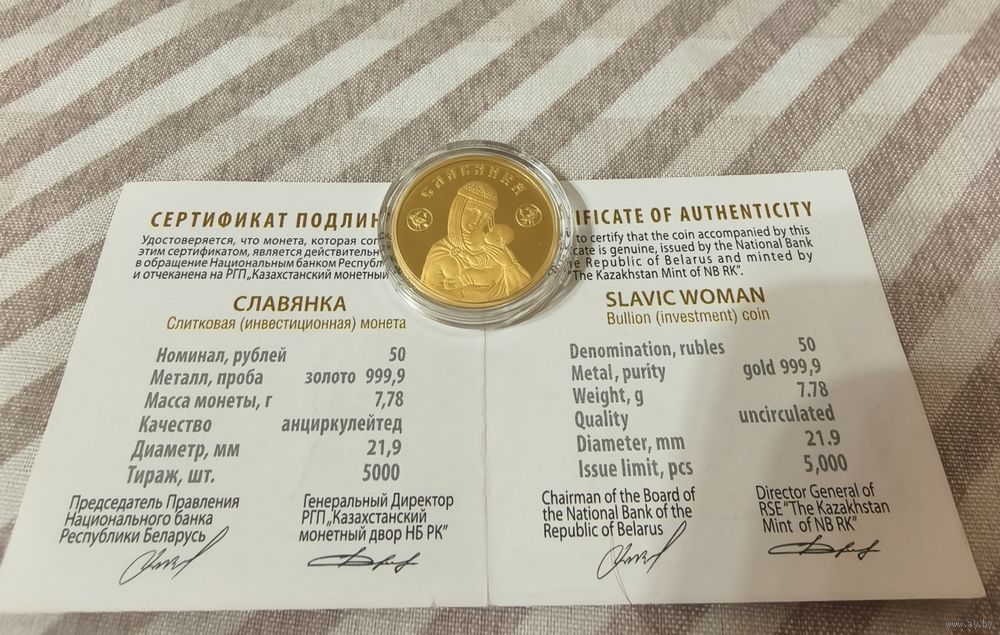 СЛАВЯНКА
СЕРТИФИКАТ ПОДЛИН
Удостоверяется, что монета, которая
этим сертификатом, является действительн
в обращение Национальным банком Респуб
и отчеканена на РГП „Казахстанский монетный
СЛАВЯНКА
Слитковая (инвестиционная) монета
Номинал, рублей 50
Металл, проба золото 999,9
Масса монеты, г 7,78
Качество анциркулейтед
Диаметр, мм 21,9
Тираж, шт. 5000
Председатель Правления
Национального банка
Республики Беларусь
Генеральный Директор
РГП „Казахстанский
монетный двор НБ РК"
IFICATE OF AUTHENTICITY
to certify that the coin accompanied by this
cate is genuine, issued by the National Bank
e Republic of Belarus and minted by
"The Kazakhstan Mint of NB RK".
SLAVIC WOMAN
Bullion (investment) coin
Denomination, rubles 50
Metal, purity gold 999,9
Weight, g 7.78
Quality uncirculated
Diameter, mm 21.9
Issue limit, pcs 5,000
Chairman of the Board of
the National Bank of the
Republic of Belarus
Director General of
RSE "The Kazakhstan
Mint of NB RK"
www.ay.by